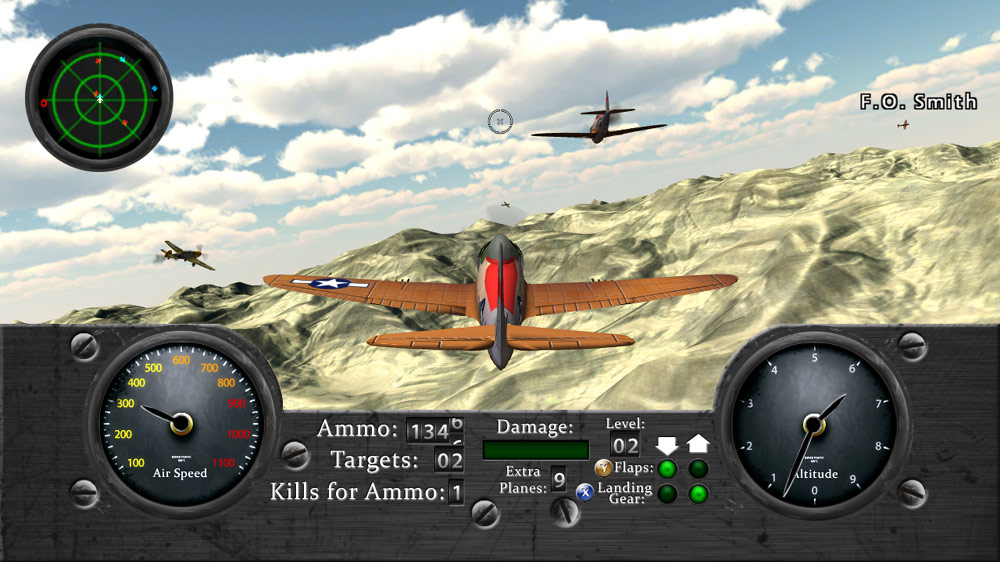 F.O. Smith
100
200
300
400
500
600
700
800
900
1000
1100
Air Speed
Ammo: 134
Targets: 02
Kills for Ammo: 1
Damage:
Extra
Planes: 9
Level:
02
Y Flaps:
X Landing
Gear:
0
1
2
3
4
5
6
7
8
9
Altitude